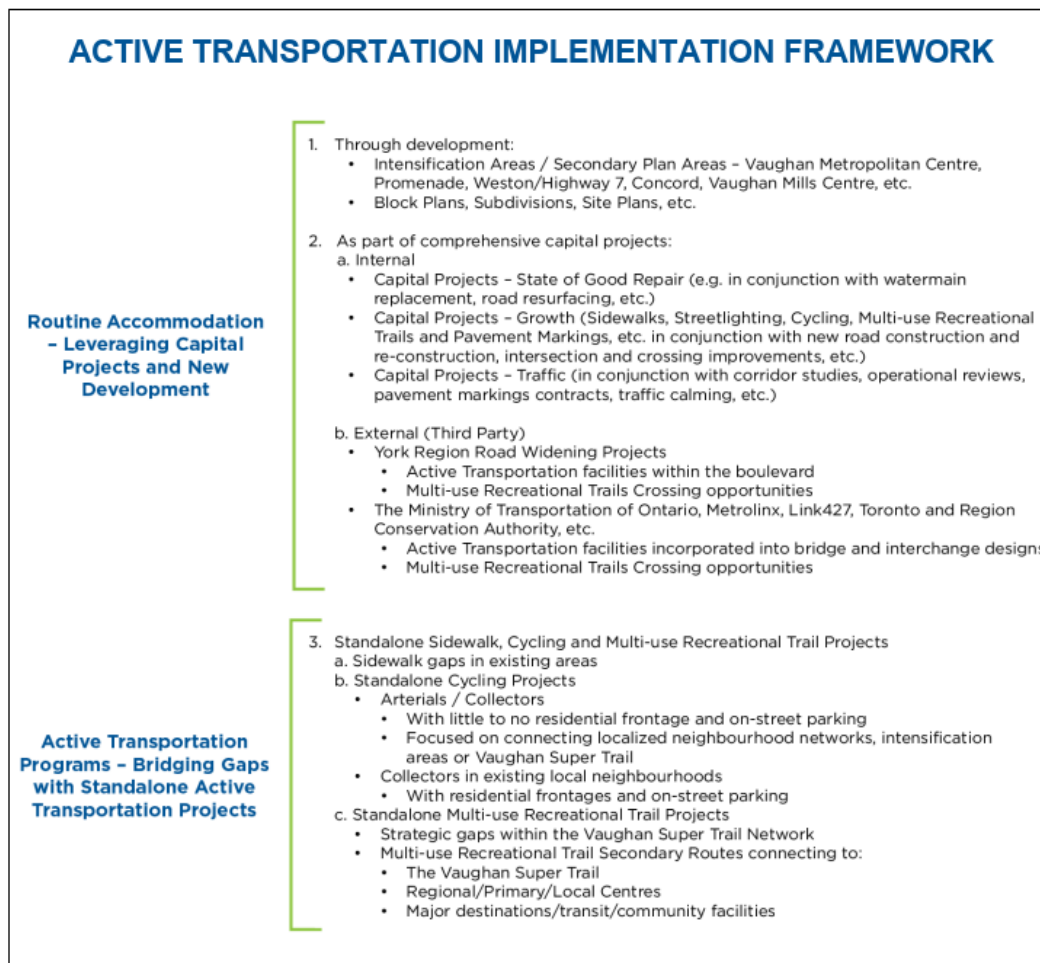 ACTIVE TRANSPORTATION IMPLEMENTATION FRAMEWORK
Routine Accommodation
– Leveraging Capital
Projects and New
Development
1. Through development:
• Intensification Areas / Secondary Plan Areas – Vaughan Metropolitan Centre,
Promenade, Weston/Highway 7, Concord, Vaughan Mills Centre, etc.
• Block Plans, Subdivisions, Site Plans, etc.
2. As part of comprehensive capital projects:
a. Internal
• Capital Projects – State of Good Repair (e.g. in conjunction with watermain
replacement, road resurfacing, etc.)
• Capital Projects – Growth (Sidewalks, Streetlighting, Cycling, Multi-use Recreational
Trails and Pavement Markings, etc. in conjunction with new road construction and
re-construction, intersection and crossing improvements, etc.)
• Capital Projects – Traffic (in conjunction with corridor studies, operational reviews,
pavement markings contracts, traffic calming, etc.)
b. External (Third Party)
• York Region Road Widening Projects
• Active Transportation facilities within the boulevard
• Multi-use Recreational Trails Crossing opportunities
• The Ministry of Transportation of Ontario, Metrolinx, Link427, Toronto and Region
Conservation Authority, etc.
• Active Transportation facilities incorporated into bridge and interchange designs
• Multi-use Recreational Trails Crossing opportunities
Active Transportation
Programs – Bridging Gaps
with Standalone Active
Transportation Projects
3. Standalone Sidewalk, Cycling and Multi-use Recreational Trail Projects
a. Sidewalk gaps in existing areas
b. Standalone Cycling Projects
• Arterials / Collectors
• With little to no residential frontage and on-street parking
• Focused on connecting localized neighbourhood networks, intensification
areas or Vaughan Super Trail
• Collectors in existing local neighbourhoods
• With residential frontages and on-street parking
c. Standalone Multi-use Recreational Trail Projects
• Strategic gaps within the Vaughan Super Trail Network
• Multi-use Recreational Trail Secondary Routes connecting to:
• The Vaughan Super Trail
• Regional/Primary/Local Centres
• Major destinations/transit/community facilities